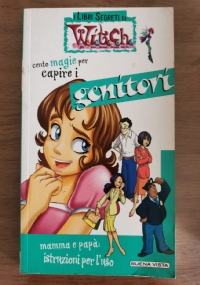 I LIBRI SEGRETI DI
W.i.t.c.h.
cento magie per
capire i
genitori
mamma e papà:
istruzioni per l'uso
BUENA VISTA